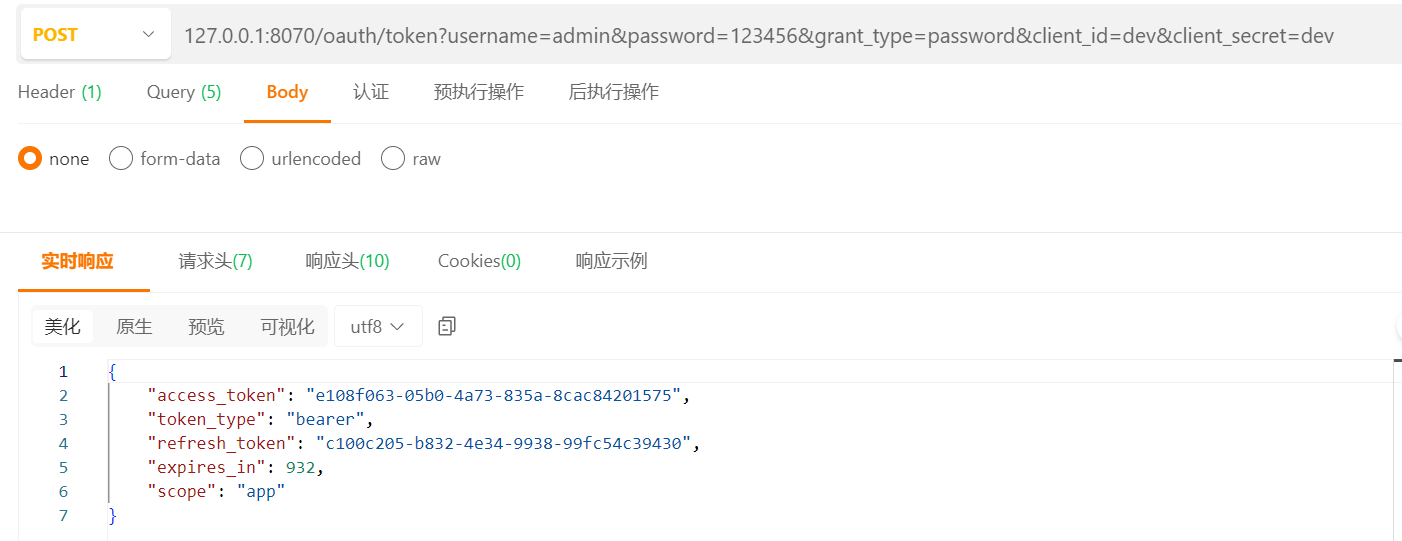 POST 127.0.0.1:8070/oauth/token?username=admin&password=123456&grant_type=password&client_id=dev&client_secret=dev
Header (1) Query (5) Body 认证 预执行操作 后执行操作
none form-data urlencoded raw
实时响应 请求头(7) 响应头(10) Cookies(0) 响应示例
美化 原生 预览 可视化 utf8
1 {
2 "access_token": "e108f063-05b0-4a73-835a-8cac84201575",
3 "token_type": "bearer",
4 "refresh_token": "c100c205-b832-4e34-9938-99fc54c39430",
5 "expires_in": 932,
6 "scope": "app"
7 }